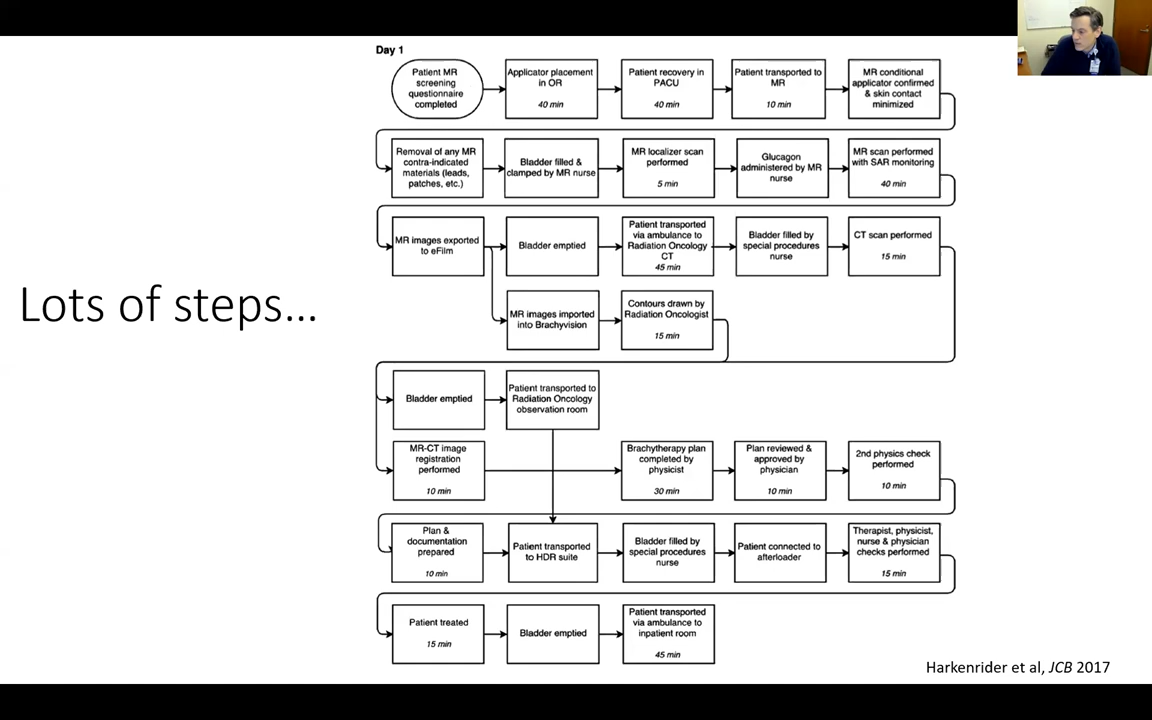 Day 1
Patient MR
screening
questionnaire
completed
Applicator placement
in OR
40 min
Patient recovery in
PACU
40 min
Patient transported to
MR
10 min
MR conditional
applicator confirmed
& skin contact
minimized
Removal of any MR
contra-indicated
materials (leads,
patches, etc.)
Bladder filled &
clamped by MR nurse
MR localizer scan
performed
5 min
Glucagon
administered by MR
nurse
MR scan performed
with SAR monitoring
40 min
MR images exported
to eFilm
Bladder emptied
Patient transported
via ambulance to
Radiation Oncology
CT
45 min
Bladder filled by
special procedures
nurse
CT scan performed
15 min
Lots of steps...
MR images imported
into Brachyvision
Contours drawn by
Radiation Oncologist
15 min
Bladder emptied
Patient transported to
Radiation Oncology
observation room
MR-CT image
registration
performed
10 min
Brachytherapy plan
completed by
physicist
30 min
Plan reviewed &
approved by
physician
10 min
2nd physics check
performed
10 min
Plan &
documentation
prepared
10 min
Patient transported
to HDR suite
Bladder filled by
special procedures
nurse
Patient connected to
afterloader
Therapist, physicist,
nurse & physician
checks performed
15 min
Patient treated
15 min
Bladder emptied
Patient transported
via ambulance to
inpatient room
45 min
Harkenrider et al, JCB 2017